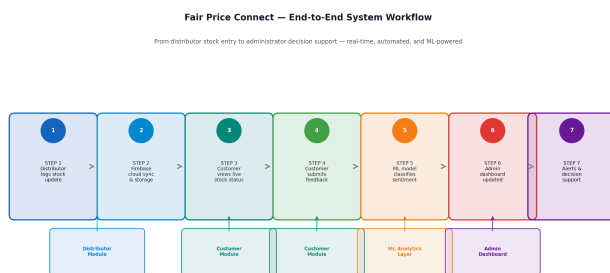 Fair Price Connect — End-to-End System Workflow
From distributor stock entry to administrator decision support — real-time, automated, and ML-powered
1
2
3
4
5
6
7
STEP 1
Distributor
logs stock
update
STEP 2
Firebase
cloud sync
& storage
STEP 3
Customer
views live
stock status
STEP 4
Customer
submits
feedback
STEP 5
ML model
classifies
sentiment
STEP 6
Admin
dashboard
updated
STEP 7
Alerts &
decision
support
Distributor
Module
Customer
Module
Customer
Module
ML Analytics
Layer
Admin
Dashboard